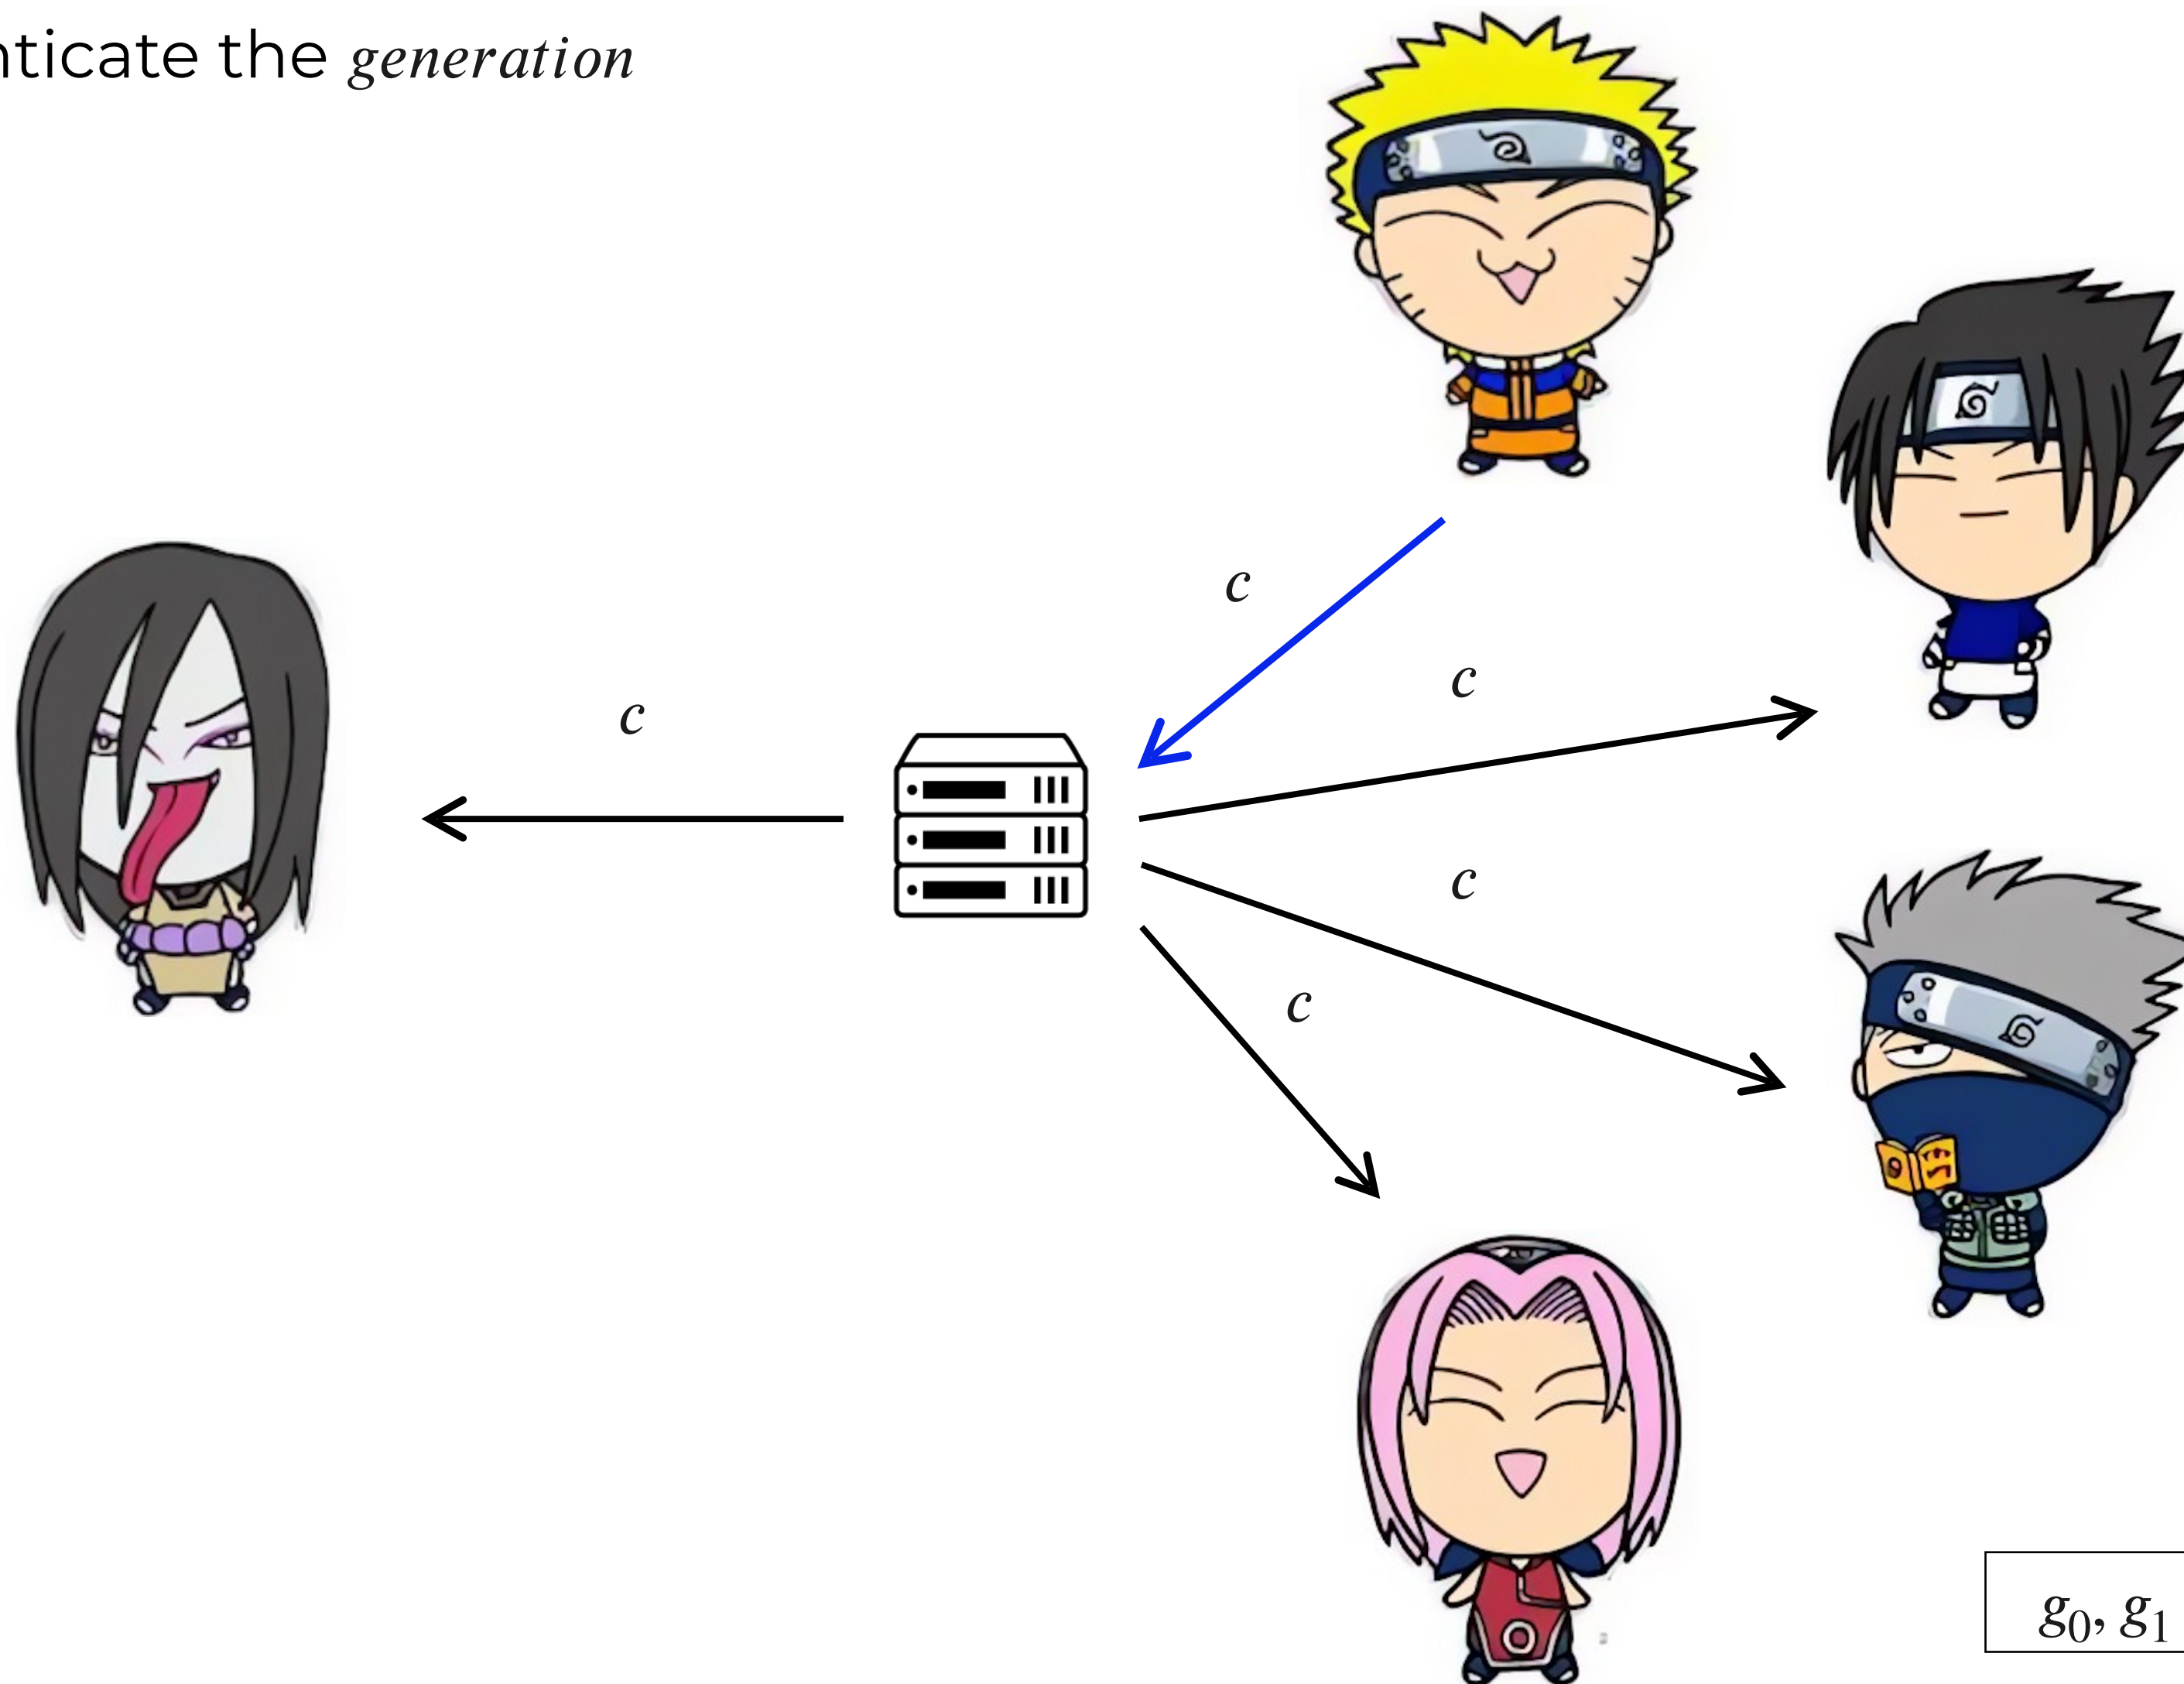 nticate the generation
c
c
c
c
c
g₀, g₁